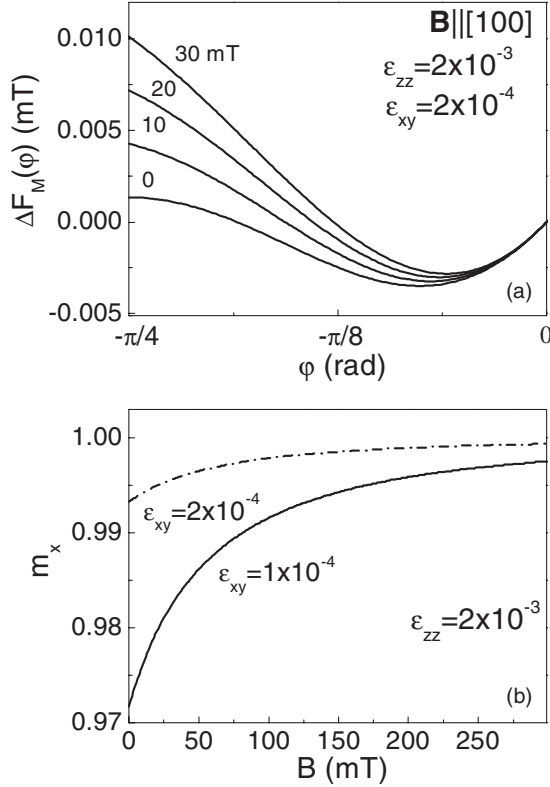 B||[100]
0.010
30 mT
ε_zz=2x10^-3
ε_xy=2x10^-4
20
0.005
10
0
0.000
-0.005
(a)
-π/4
-π/8
0
ΔF_M(φ) (mT)
φ (rad)
1.00
ε_xy=2x10^-4
0.99
ε_xy=1x10^-4
0.98
ε_zz=2x10^-3
0.97
(b)
0
50
100
150
200
250
m_x
B (mT)